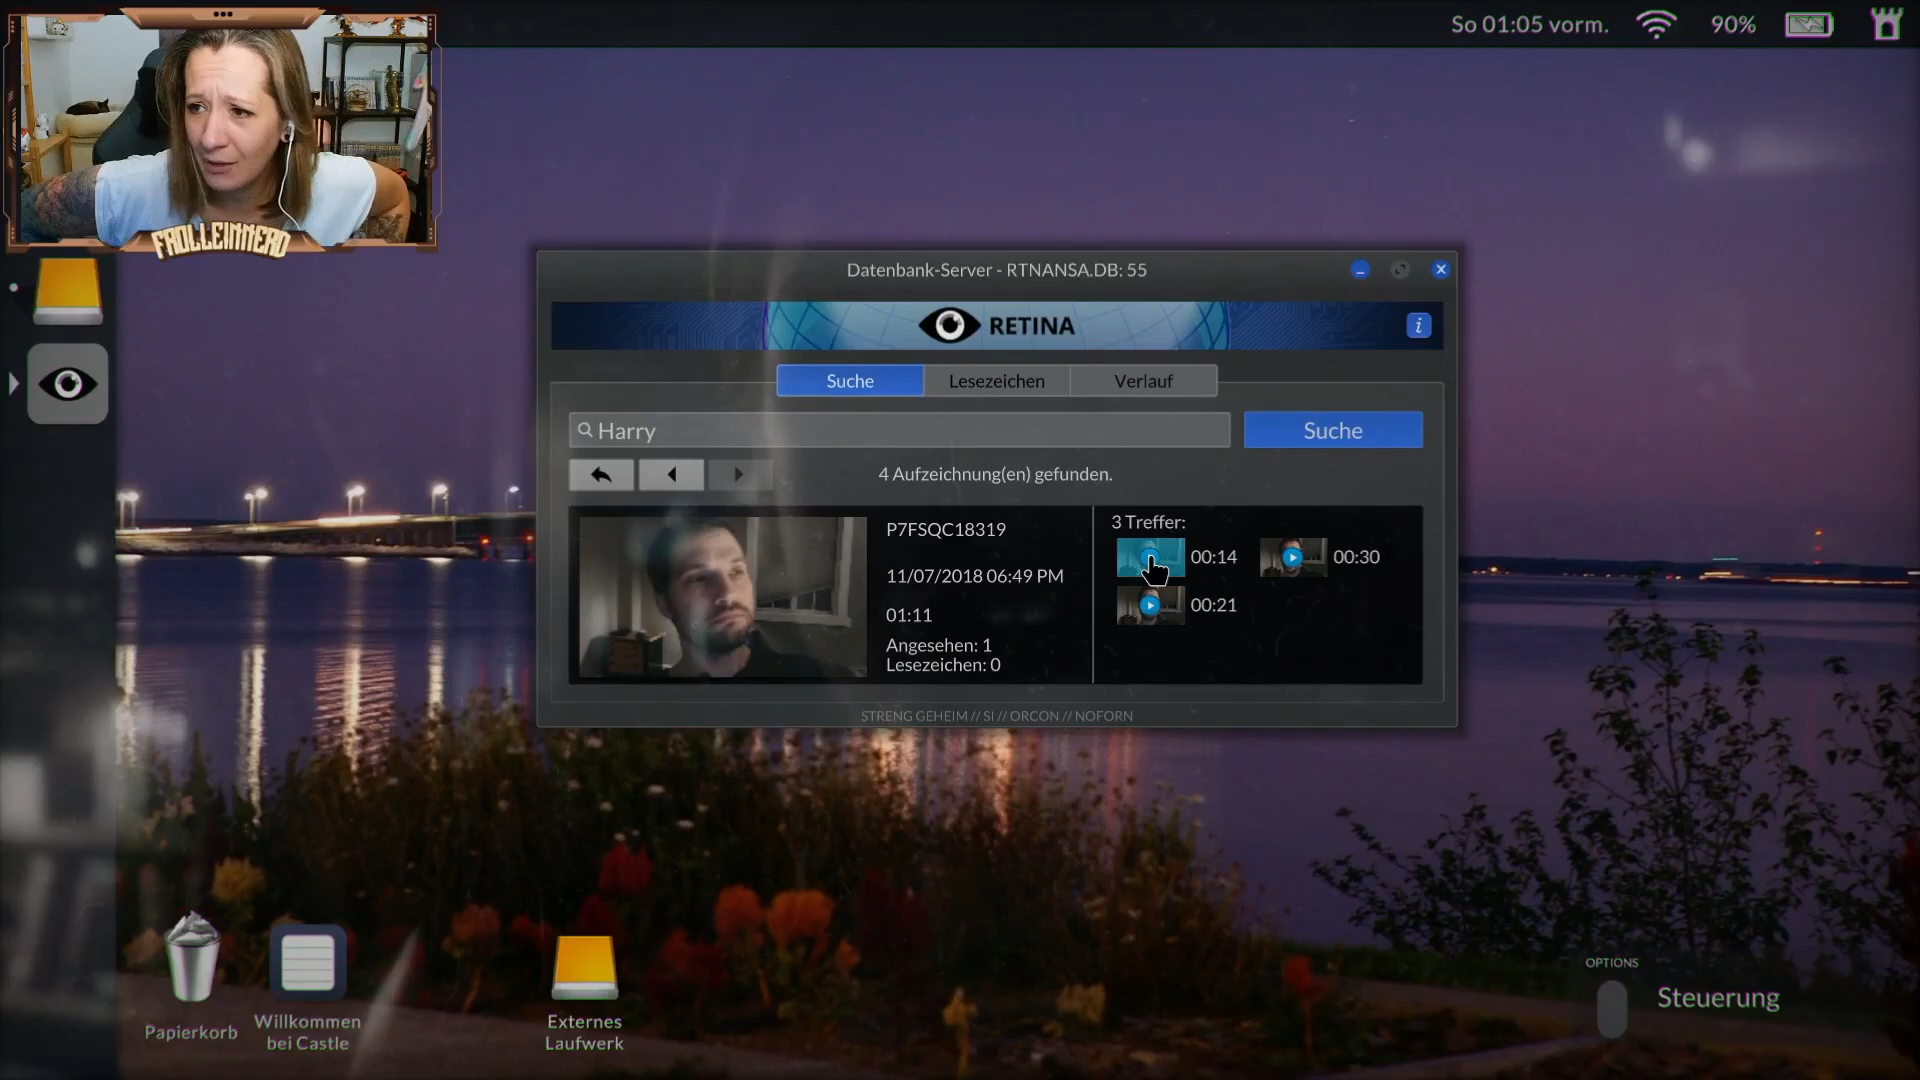 So 01:05 vorm.
90%
FROLLEINNERD
Datenbank-Server - RTNANSA.DB: 55
RETINA
i
Suche
Lesezeichen
Verlauf
Harry
Suche
4 Aufzeichnung(en) gefunden.
P7FSQC18319
11/07/2018 06:49 PM
01:11
Angesehen: 1
Lesezeichen: 0
3 Treffer:
00:14
00:30
00:21
STRENG GEHEIM // SI // ORCON // NOFORN
Papierkorb
Willkommen
bei Castle
Externes
Laufwerk
OPTIONS
Steuerung